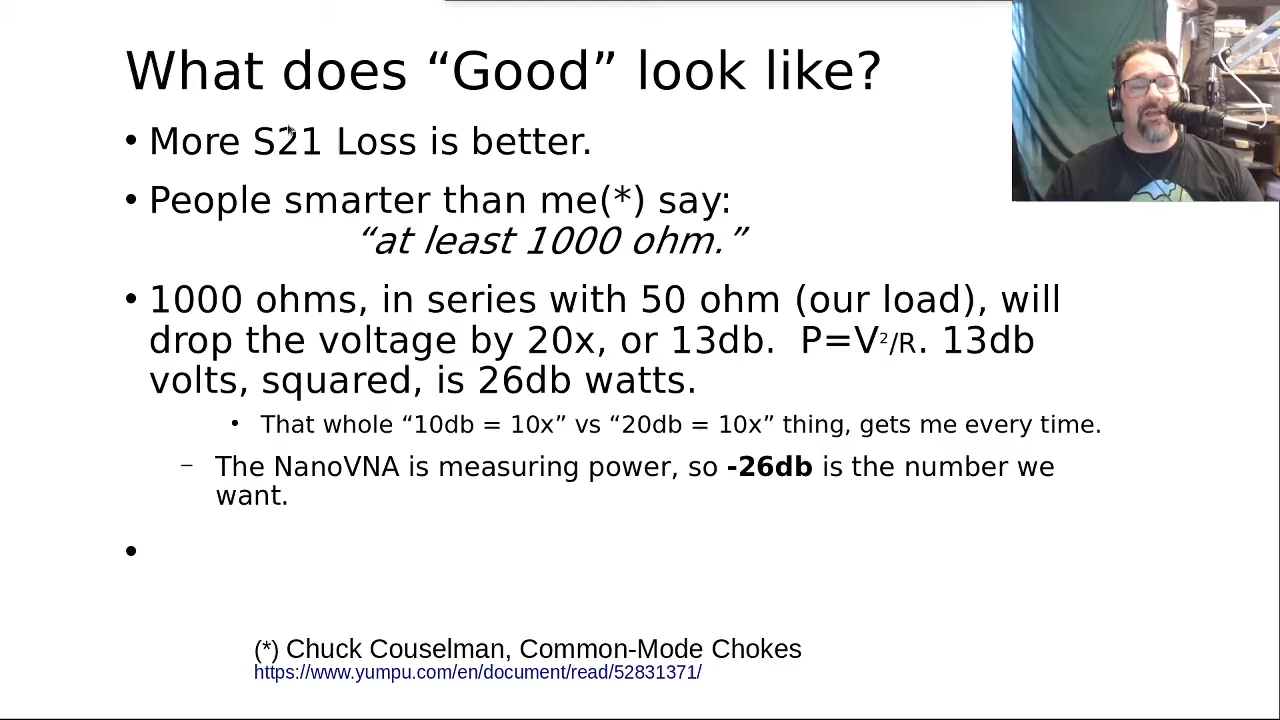 What does “Good” look like?
• More S21 Loss is better.
• People smarter than me(*) say:
“at least 1000 ohm.”
• 1000 ohms, in series with 50 ohm (our load), will
drop the voltage by 20x, or 13db. P=V²/R. 13db
volts, squared, is 26db watts.
• That whole “10db = 10x” vs “20db = 10x” thing, gets me every time.
– The NanoVNA is measuring power, so -26db is the number we
want.
•
(*) Chuck Couselman, Common-Mode Chokes
https://www.yumpu.com/en/document/read/52831371/